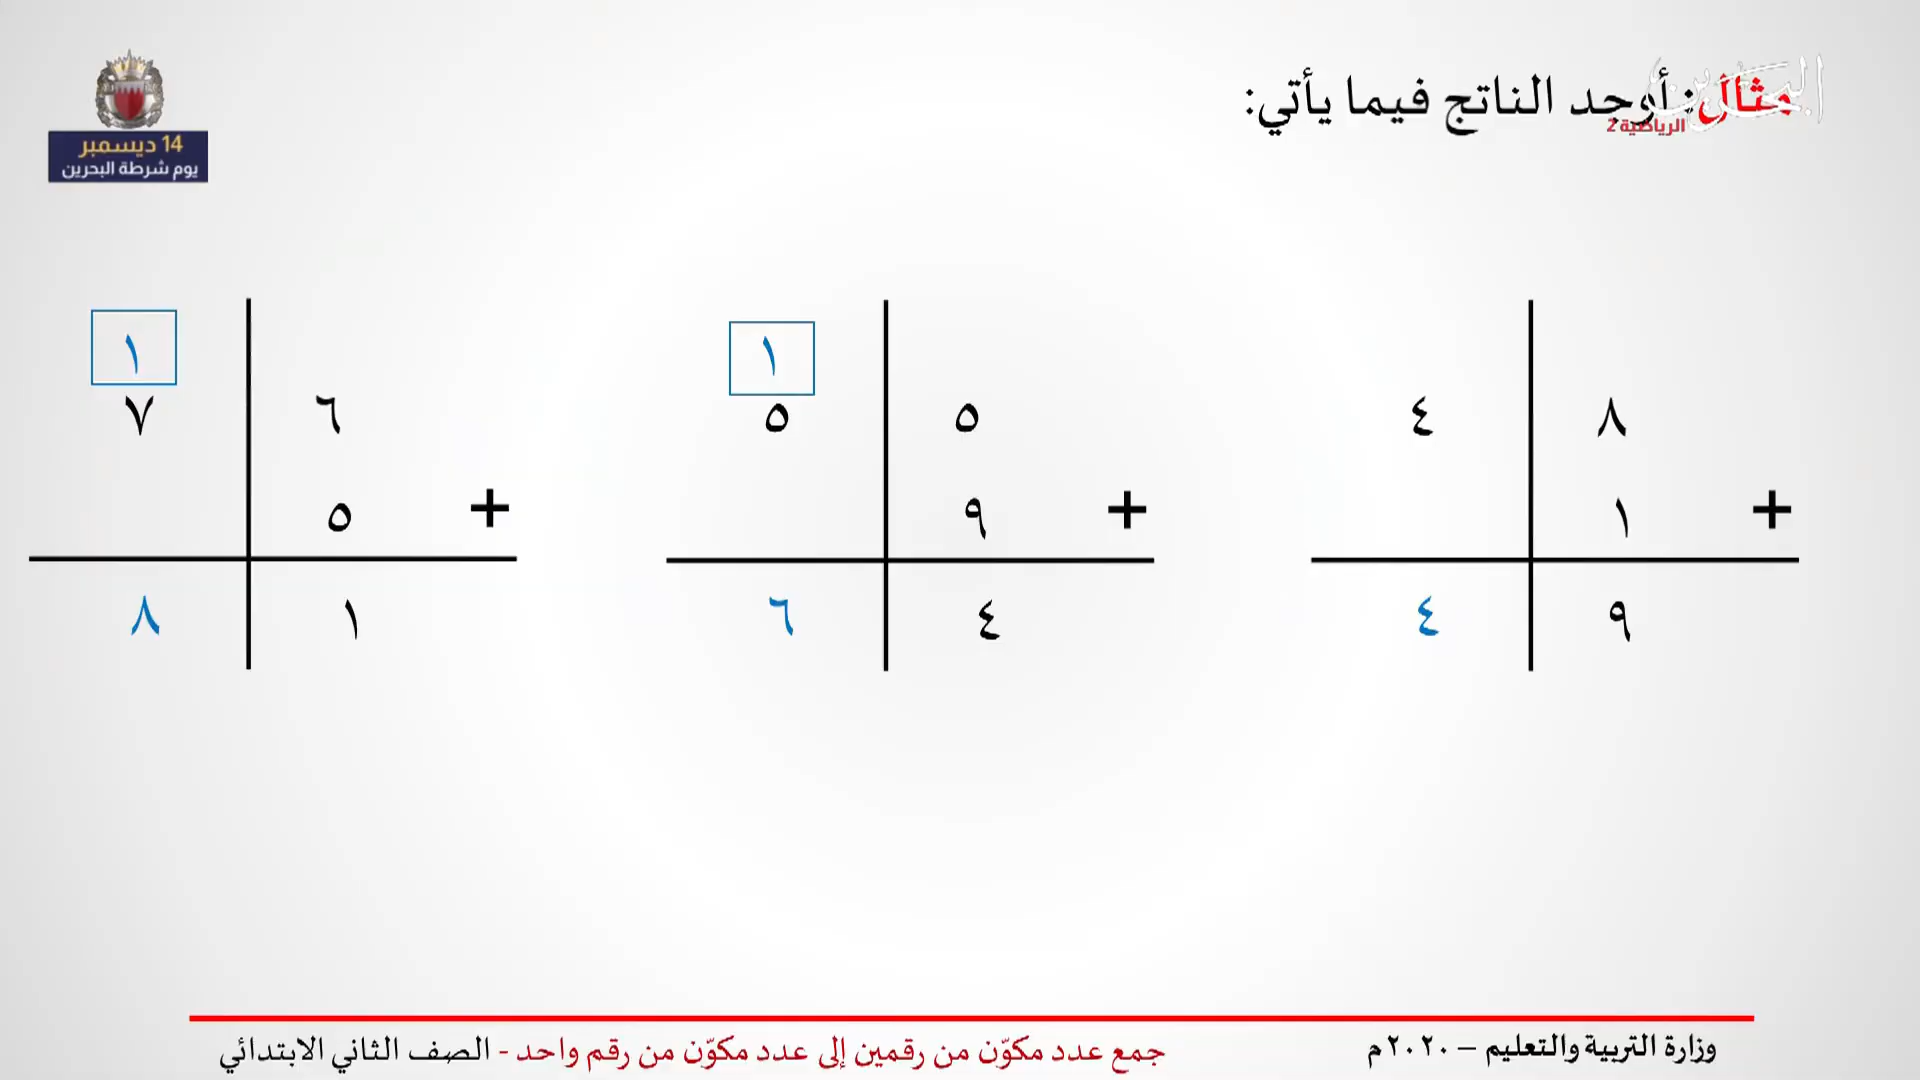 مثال: أوجد الناتج فيما يأتي:
البحرين
الرياضية 2
14 ديسمبر
يوم شرطة البحرين
٤ ٨
+ ١
٤ ٩
١
٥ ٥
+ ٩
٦ ٤
١
٧ ٦
+ ٥
٨ ١
وزارة التربية والتعليم – ٢٠٢٠م
جمع عدد مكوّن من رقمين إلى عدد مكوّن من رقم واحد - الصف الثاني الابتدائي